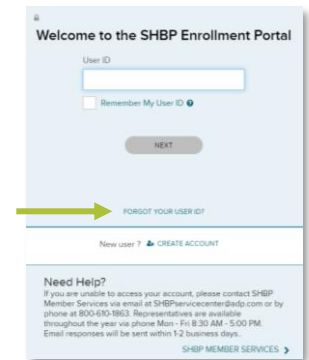 Welcome to the SHBP Enrollment Portal
User ID
Remember My User ID
NEXT
FORGOT YOUR USER ID?
New user ? CREATE ACCOUNT
Need Help?
If you are unable to access your account, please contact SHBP
Member Services via email at SHBPservicecenter@adp.com or by
phone at 800-610-1863. Representatives are available
throughout the year via phone Mon - Fri 8:30 AM - 5:00 PM.
Email responses will be sent within 1-2 business days.
SHBP MEMBER SERVICES